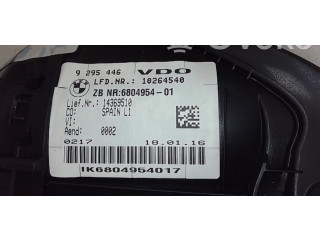 9 295 446 VDO
LFD.NR.: 10264540
ZB NR:6804954-01
Lief.Nr.: 14369510
CD: SPAIN LI
VI:
Aend: 0002
0217 18.01.16
IK6804954017